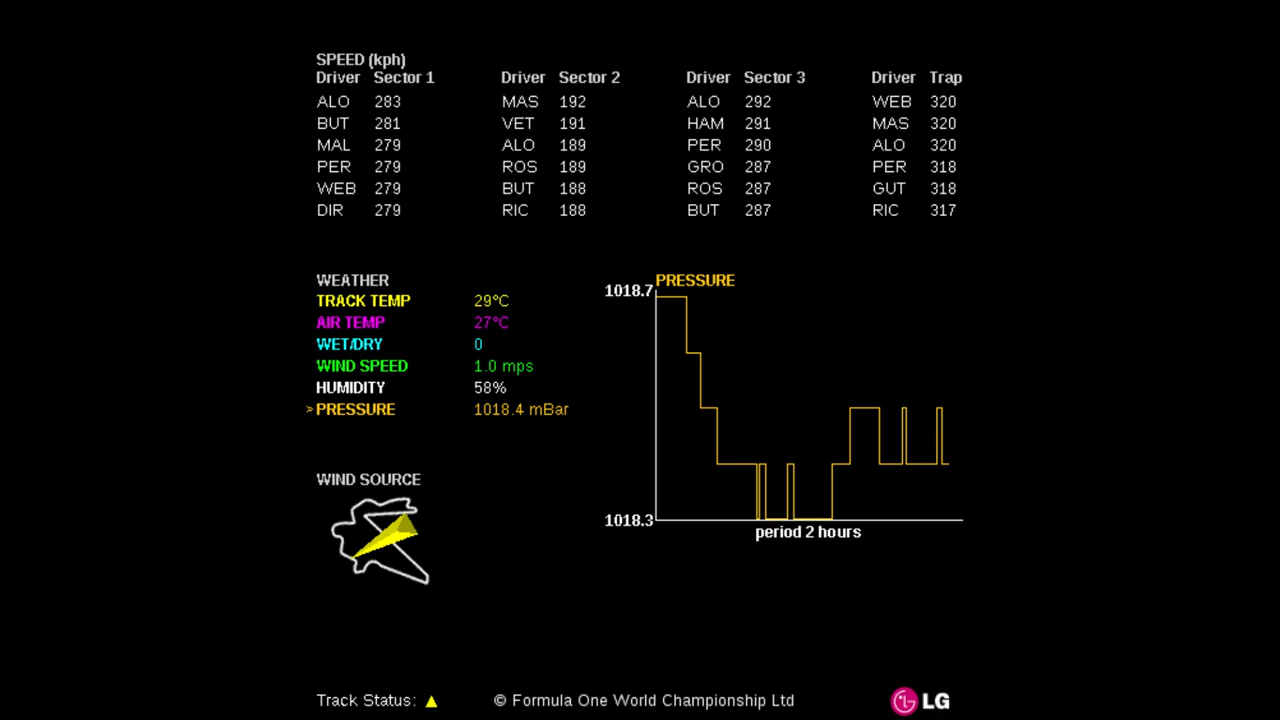 SPEED (kph)
Driver Sector 1 Driver Sector 2 Driver Sector 3 Driver Trap
ALO 283 MAS 192 ALO 292 WEB 320
BUT 281 VET 191 HAM 291 MAS 320
MAL 279 ALO 189 PER 290 ALO 320
PER 279 ROS 189 GRO 287 PER 318
WEB 279 BUT 188 ROS 287 GUT 318
DIR 279 RIC 188 BUT 287 RIC 317
WEATHER
TRACK TEMP 29°C
AIR TEMP 27°C
WET/DRY 0
WIND SPEED 1.0 mps
HUMIDITY 58%
>PRESSURE 1018.4 mBar
PRESSURE
1018.7
1018.3
period 2 hours
WIND SOURCE
Track Status: © Formula One World Championship Ltd LG